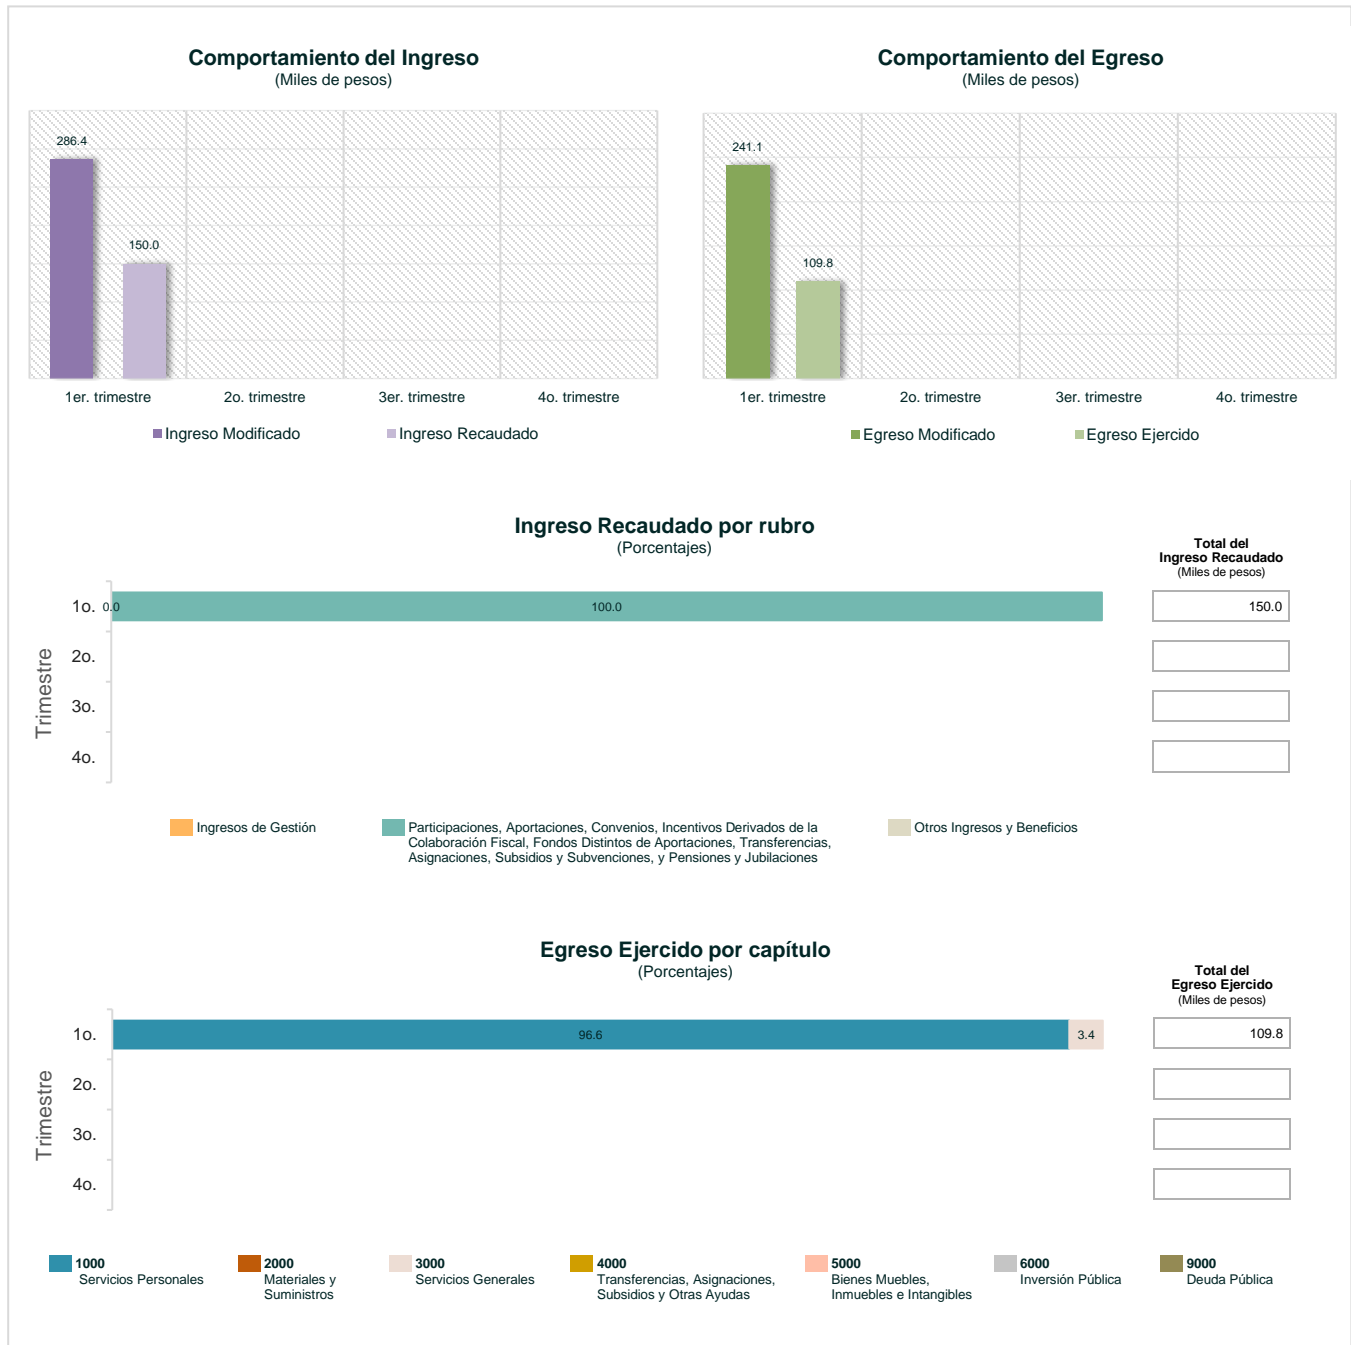 Comportamiento del Ingreso
(Miles de pesos)
286.4
150.0
1er. trimestre
2o. trimestre
3er. trimestre
4o. trimestre
Ingreso Modificado
Ingreso Recaudado
Comportamiento del Egreso
(Miles de pesos)
241.1
109.8
1er. trimestre
2o. trimestre
3er. trimestre
4o. trimestre
Egreso Modificado
Egreso Ejercido
Ingreso Recaudado por rubro
(Porcentajes)
Total del
Ingreso Recaudado
(Miles de pesos)
Trimestre
1o.
0.0
100.0
150.0
2o.
3o.
4o.
Ingresos de Gestión
Participaciones, Aportaciones, Convenios, Incentivos Derivados de la
Colaboración Fiscal, Fondos Distintos de Aportaciones, Transferencias,
Asignaciones, Subsidios y Subvenciones, y Pensiones y Jubilaciones
Otros Ingresos y Beneficios
Egreso Ejercido por capítulo
(Porcentajes)
Total del
Egreso Ejercido
(Miles de pesos)
Trimestre
1o.
96.6
3.4
109.8
2o.
3o.
4o.
1000
Servicios Personales
2000
Materiales y
Suministros
3000
Servicios Generales
4000
Transferencias, Asignaciones,
Subsidios y Otras Ayudas
5000
Bienes Muebles,
Inmuebles e Intangibles
6000
Inversión Pública
9000
Deuda Pública